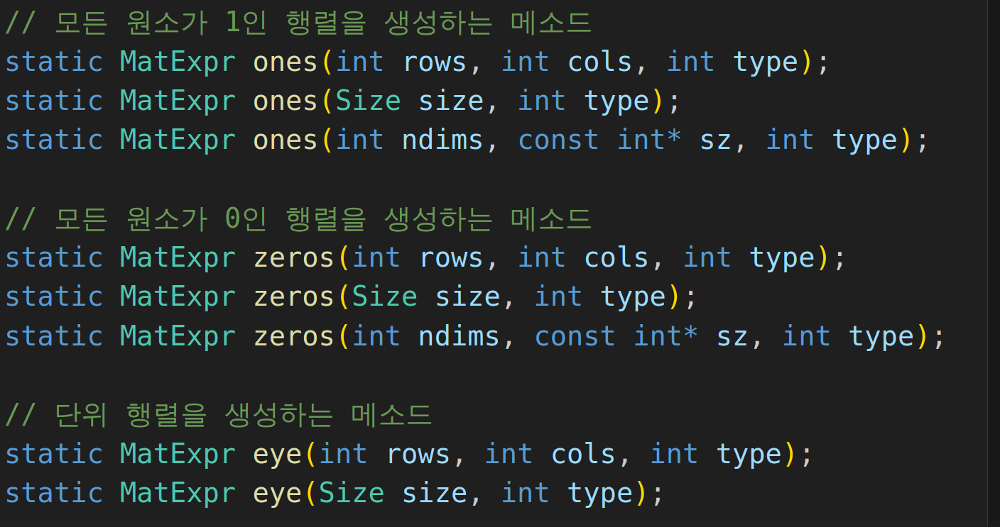 // 모든 원소가 1인 행렬을 생성하는 메소드
static MatExpr ones(int rows, int cols, int type);
static MatExpr ones(Size size, int type);
static MatExpr ones(int ndims, const int* sz, int type);
// 모든 원소가 0인 행렬을 생성하는 메소드
static MatExpr zeros(int rows, int cols, int type);
static MatExpr zeros(Size size, int type);
static MatExpr zeros(int ndims, const int* sz, int type);
// 단위 행렬을 생성하는 메소드
static MatExpr eye(int rows, int cols, int type);
static MatExpr eye(Size size, int type);